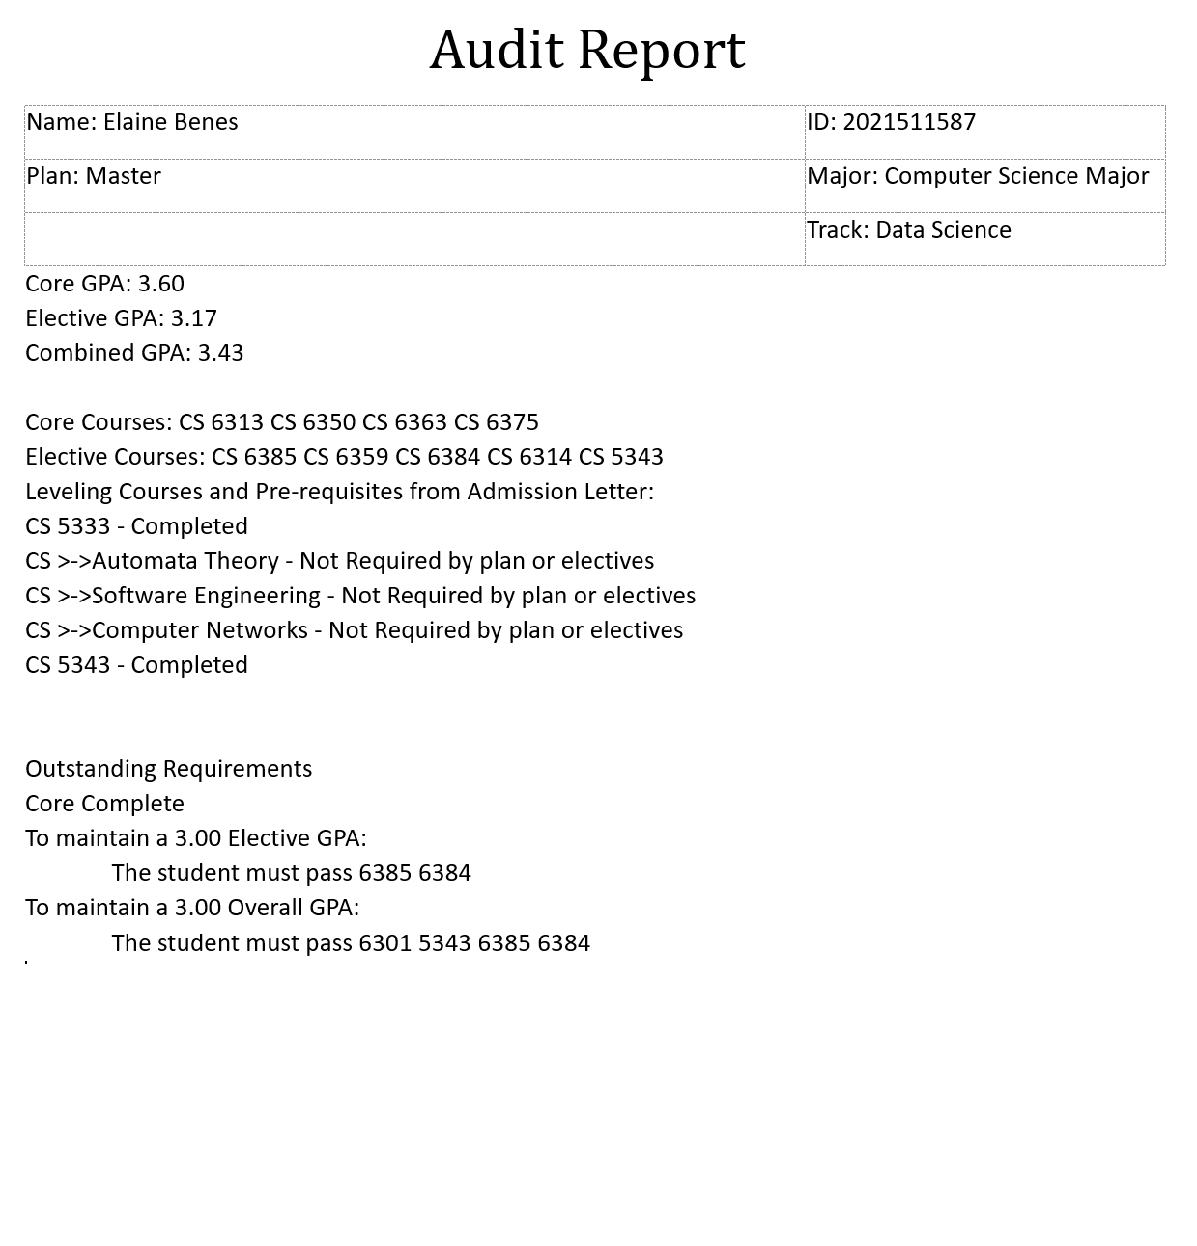 Audit Report
Name: Elaine Benes ID: 2021511587
Plan: Master Major: Computer Science Major
Track: Data Science
Core GPA: 3.60
Elective GPA: 3.17
Combined GPA: 3.43
Core Courses: CS 6313 CS 6350 CS 6363 CS 6375
Elective Courses: CS 6385 CS 6359 CS 6384 CS 6314 CS 5343
Leveling Courses and Pre-requisites from Admission Letter:
CS 5333 - Completed
CS >->Automata Theory - Not Required by plan or electives
CS >->Software Engineering - Not Required by plan or electives
CS >->Computer Networks - Not Required by plan or electives
CS 5343 - Completed
Outstanding Requirements
Core Complete
To maintain a 3.00 Elective GPA:
The student must pass 6385 6384
To maintain a 3.00 Overall GPA:
The student must pass 6301 5343 6385 6384
.